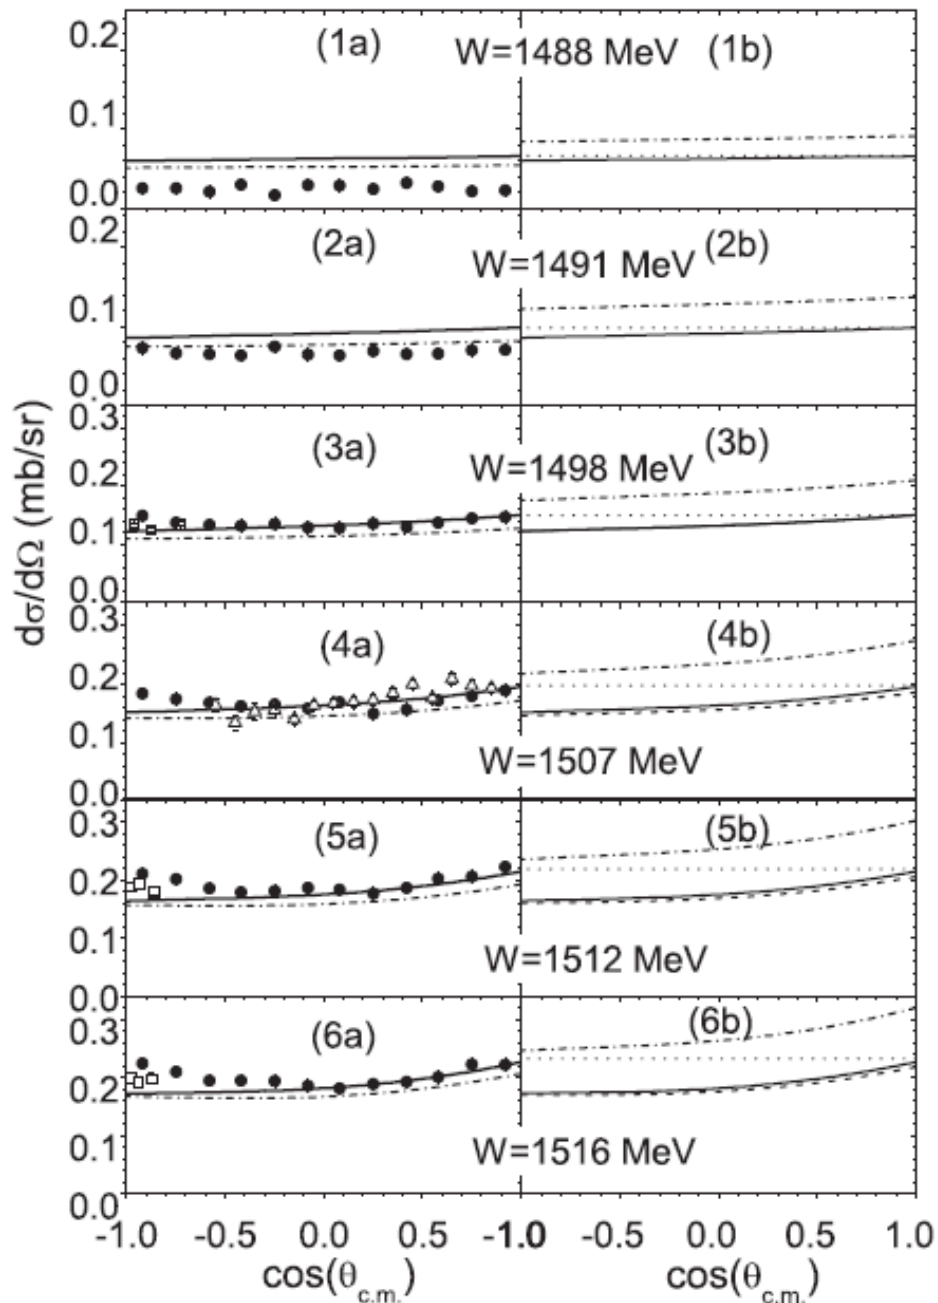 0.2 (1a) W=1488 MeV (1b)
0.1
0.0
0.2 (2a) W=1491 MeV (2b)
0.1
0.0
0.3 (3a) W=1498 MeV (3b)
0.2
0.1
0.0
0.3 (4a) (4b)
0.2
0.1 W=1507 MeV
0.0
0.3 (5a) (5b)
0.2
0.1 W=1512 MeV
0.0
0.3 (6a) (6b)
0.2
0.1 W=1516 MeV
0.0
dσ/dΩ (mb/sr)
-1.0 -0.5 0.0 0.5 -1.0 -0.5 0.0 0.5 1.0
cos(θc.m.) cos(θc.m.)